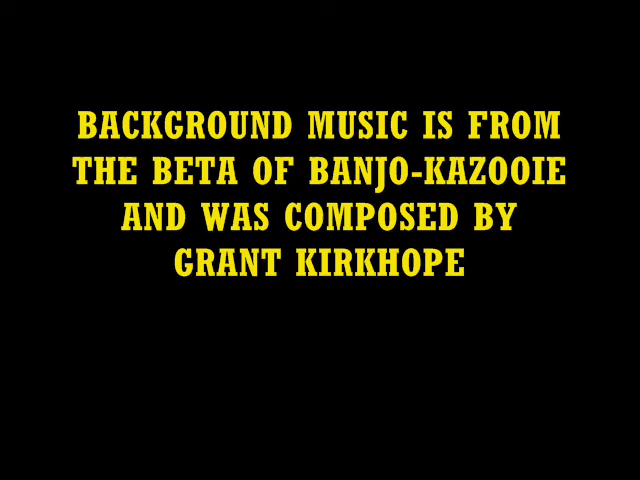 BACKGROUND MUSIC IS FROM
THE BETA OF BANJO-KAZOOIE
AND WAS COMPOSED BY
GRANT KIRKHOPE